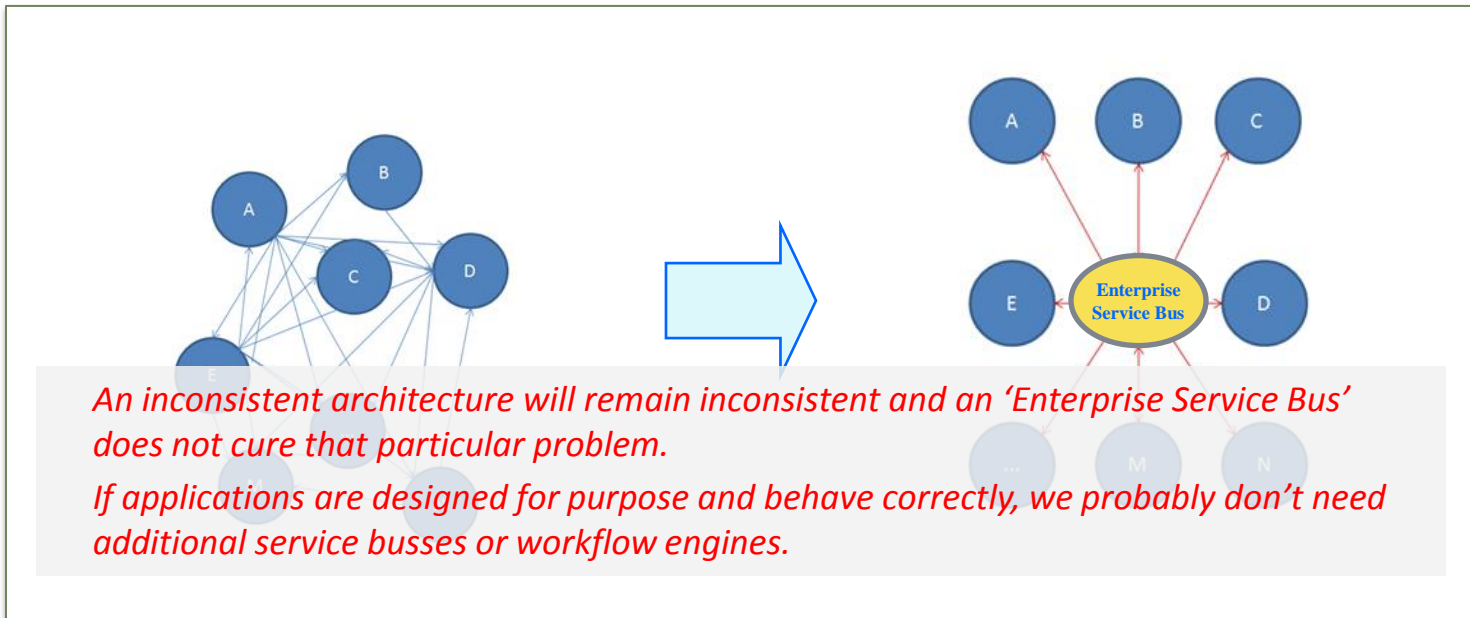 A
B
C
B
A
C
D
Enterprise
Service Bus
E
D
E
An inconsistent architecture will remain inconsistent and an ‘Enterprise Service Bus’
does not cure that particular problem.
...
M
N
M
If applications are designed for purpose and behave correctly, we probably don’t need
additional service busses or workflow engines.